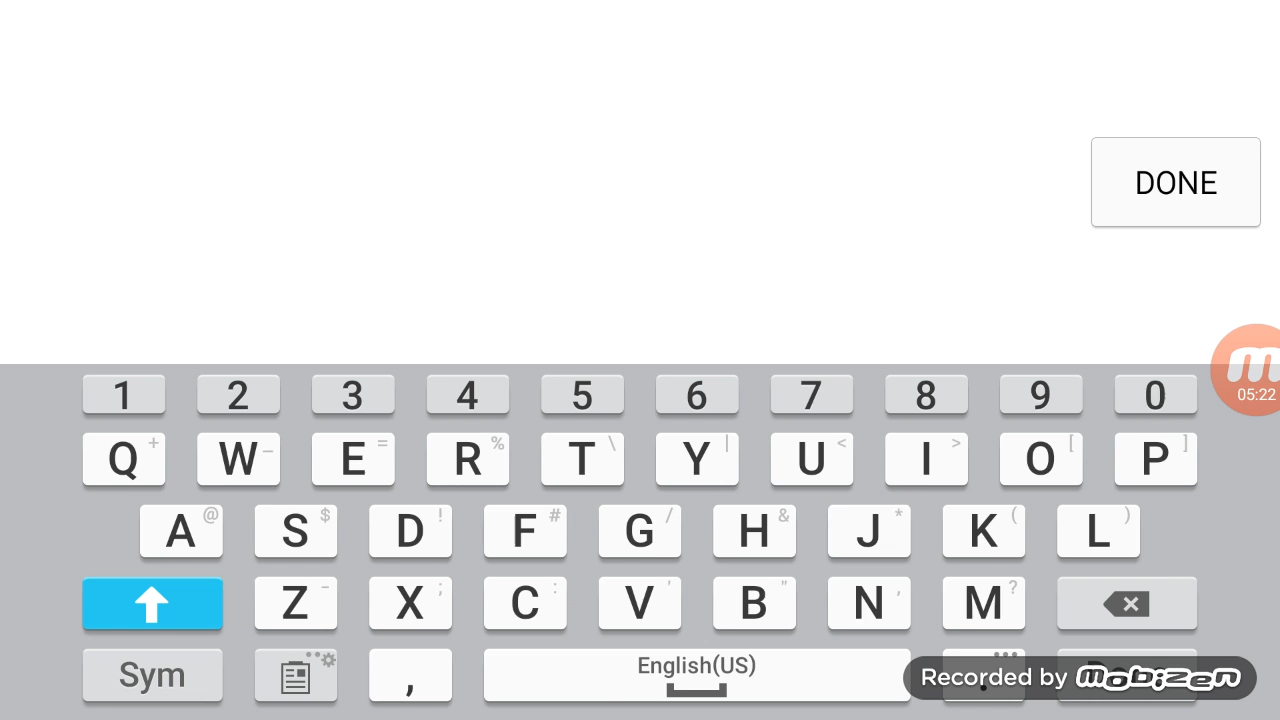 DONE
1 2 3 4 5 6 7 8 9 0
05:22
Q + W – E = R % T \ Y | U < I > O [ P ]
A @ S $ D ! F # G / H & J * K ( L )
Z - X ; C : V ' B " N , M ?
Sym , English(US) .
Recorded by mobizen